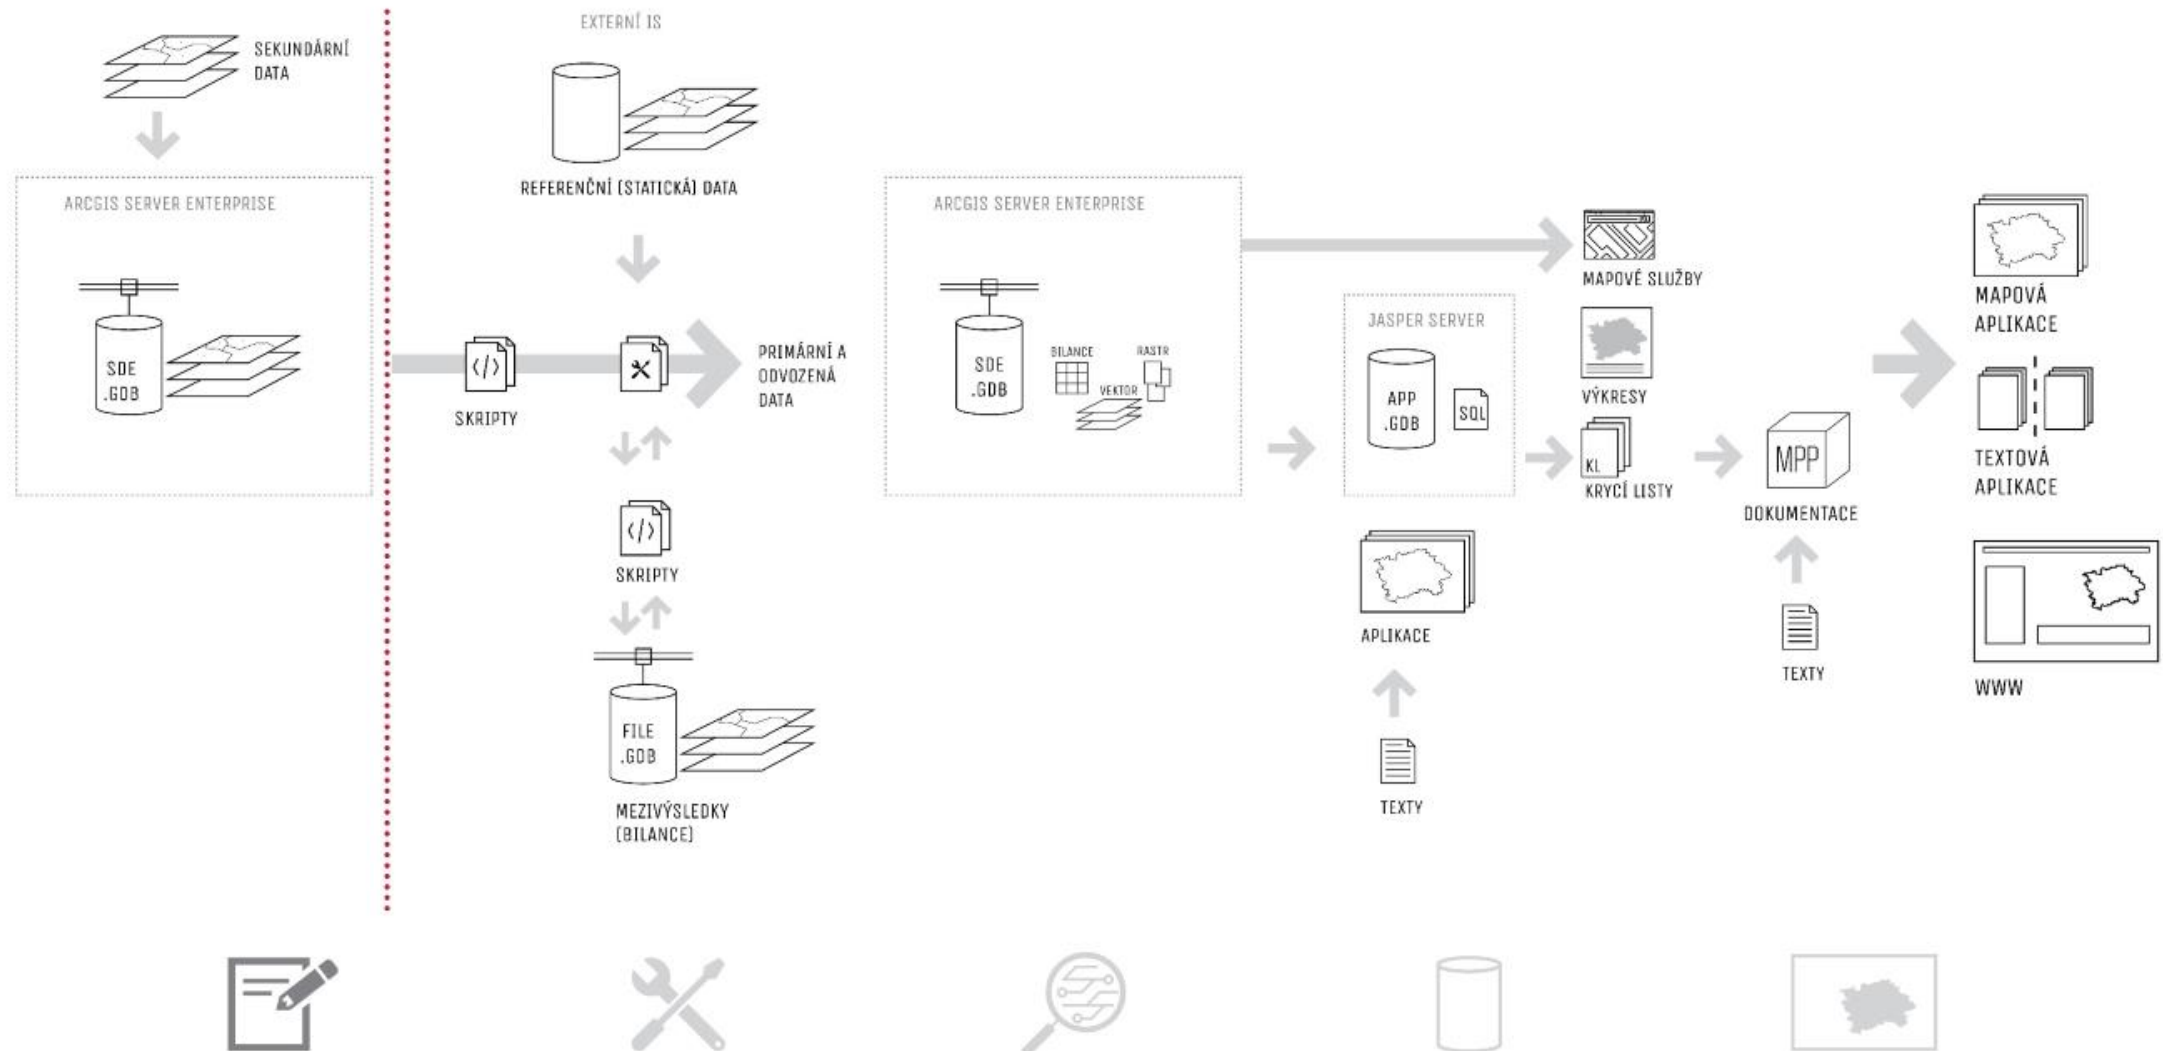 SEKUNDÁRNÍ
DATA
ARCGIS SERVER ENTERPRISE
SDE
.GDB
EXTERNÍ IS
REFERENČNÍ (STATICKÁ) DATA
</>
SKRIPTY
PRIMÁRNÍ A
ODVOZENÁ
DATA
</>
SKRIPTY
FILE
.GDB
MEZIVÝSLEDKY
(BILANCE)
ARCGIS SERVER ENTERPRISE
SDE
.GDB
BILANCE
RASTR
VEKTOR
JASPER SERVER
APP
.GDB
SQL
APLIKACE
TEXTY
MAPOVÉ SLUŽBY
VÝKRESY
KL
KRYCÍ LISTY
MPP
DOKUMENTACE
TEXTY
MAPOVÁ
APLIKACE
TEXTOVÁ
APLIKACE
WWW